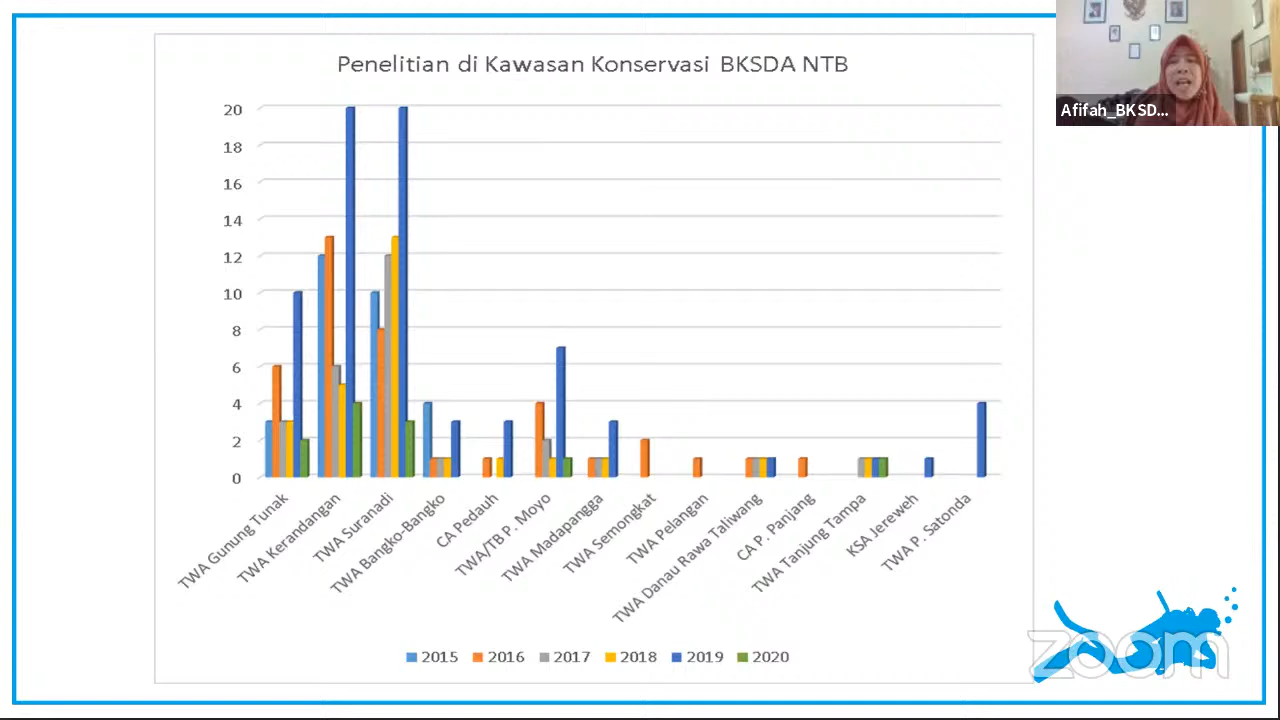 Penelitian di Kawasan Konservasi BKSDA NTB
Afifah_BKSD...
20
18
16
14
12
10
8
6
4
2
0
TWA Gunung Tunak
TWA Kerandangan
TWA Suranadi
TWA Bangko-Bangko
CA Pedauh
TWA/TB P. Moyo
TWA Madapangga
TWA Semongkat
TWA Pelangan
TWA Danau Rawa Taliwang
CA P. Panjang
TWA Tanjung Tampa
KSA Jereweh
TWA P. Satonda
2015 2016 2017 2018 2019 2020
zoom